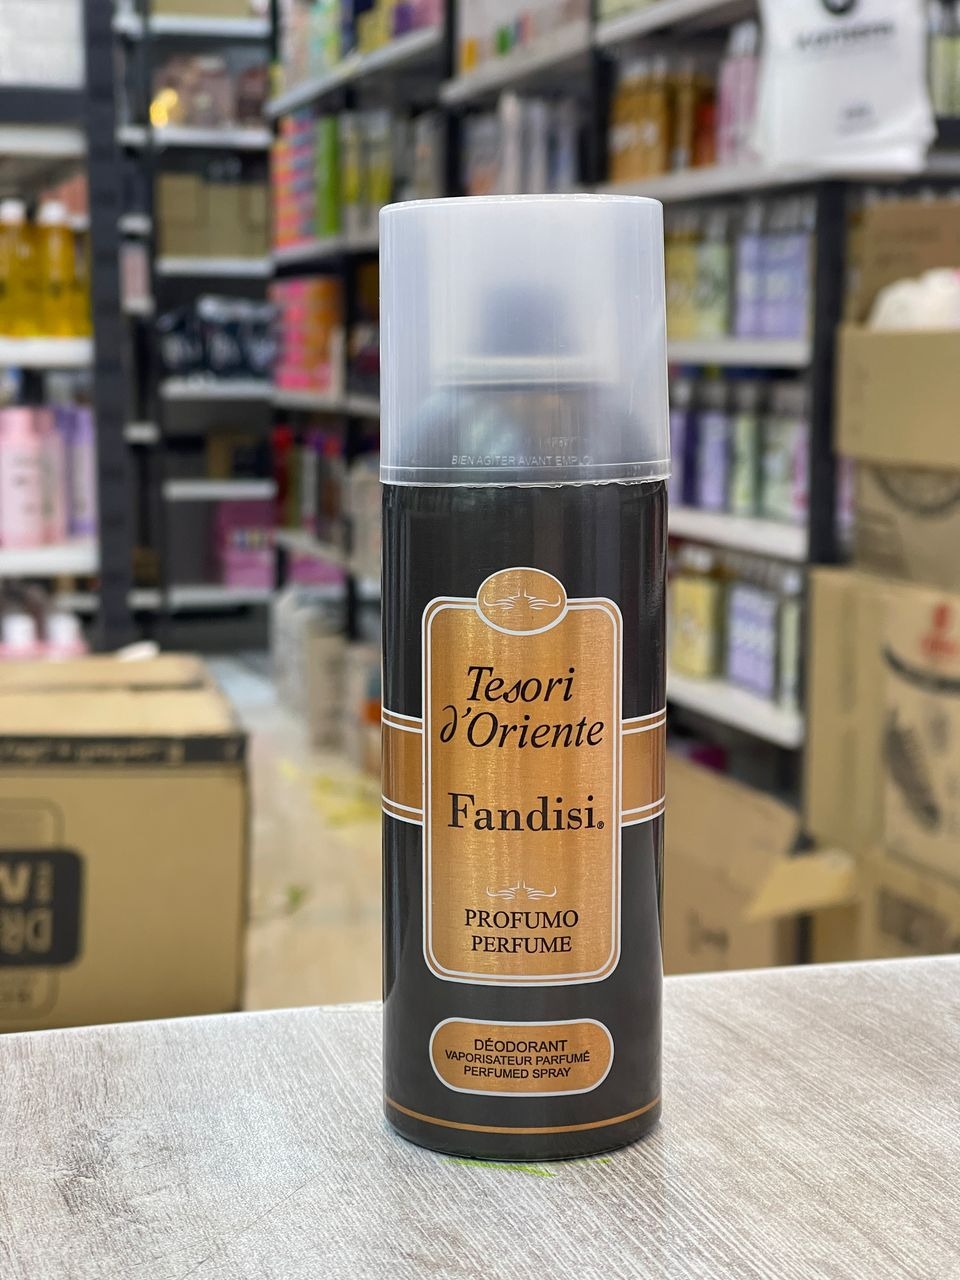 BIEN AGITER AVANT EMPLOI
Tesori
d'Oriente
Fandisi®
PROFUMO
PERFUME
DÉODORANT
VAPORISATEUR PARFUMÉ
PERFUMED SPRAY